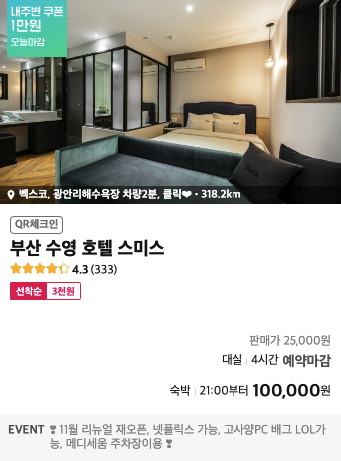 내주변 쿠폰
1만원
오늘마감
벡스코, 광안리해수욕장 차량2분, 클릭❤ · 318.2km
QR체크인
부산 수영 호텔 스미스
4.3 (333)
선착순 3천원
판매가 25,000원
대실 4시간 예약마감
숙박 21:00부터 100,000원
EVENT ❣ 11월 리뉴얼 재오픈, 넷플릭스 가능, 고사양PC 배그 LOL가
능, 메디세움 주차장이용 ❣